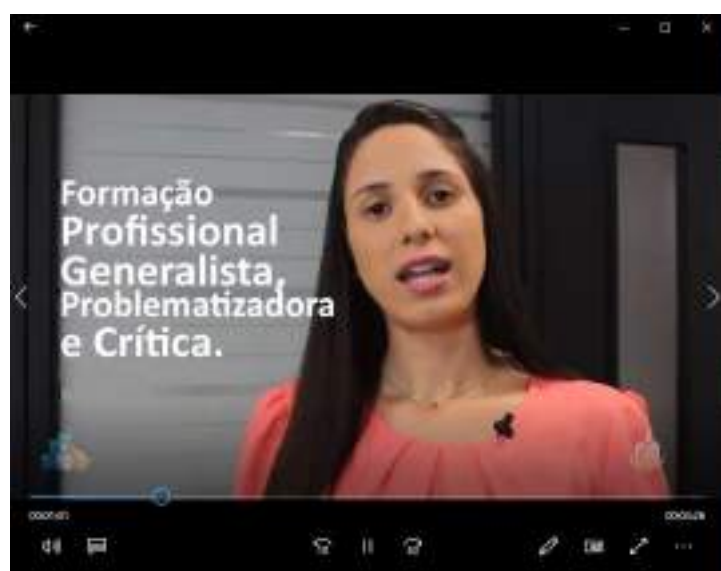 Formação
Profissional
Generalista,
Problematizadora
e Crítica.